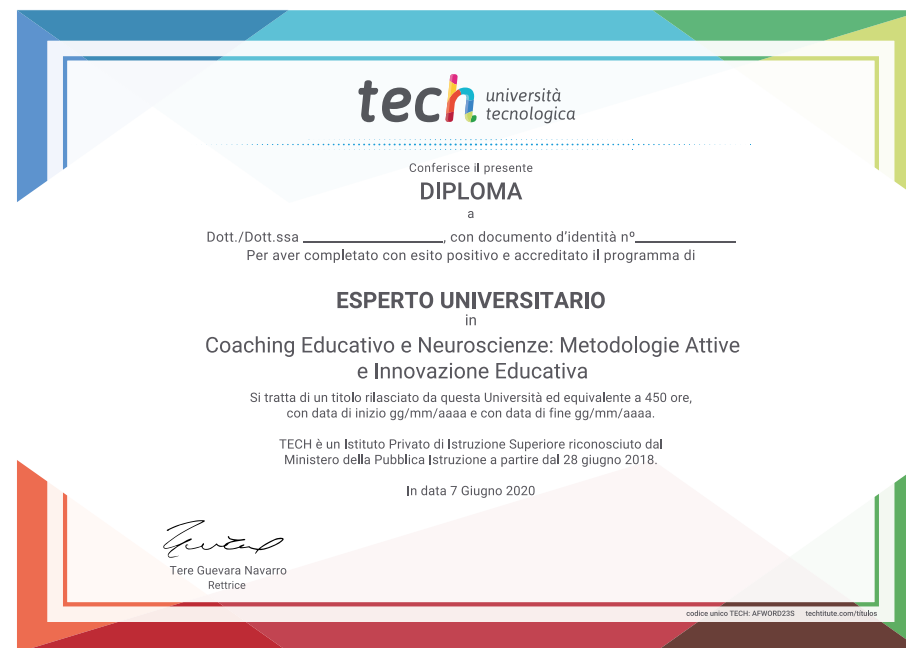 tech università
tecnologica
Conferisce il presente
DIPLOMA
a
Dott./Dott.ssa ____________________, con documento d'identità nº______________
Per aver completato con esito positivo e accreditato il programma di
ESPERTO UNIVERSITARIO
in
Coaching Educativo e Neuroscienze: Metodologie Attive
e Innovazione Educativa
Si tratta di un titolo rilasciato da questa Università ed equivalente a 450 ore,
con data di inizio gg/mm/aaaa e con data di fine gg/mm/aaaa.
TECH è un Istituto Privato di Istruzione Superiore riconosciuto dal
Ministero della Pubblica Istruzione a partire dal 28 giugno 2018.
In data 7 Giugno 2020
Tere Guevara Navarro
Rettrice
codice unico TECH: AFWORD23S techtitute.com/titulos